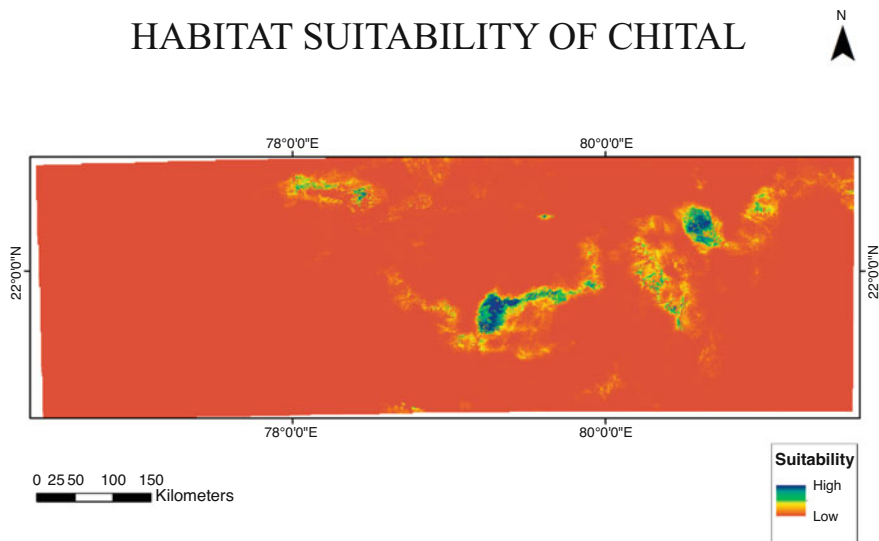 HABITAT SUITABILITY OF CHITAL
N
78°0'0"E 80°0'0"E
22°0'0"N 22°0'0"N
78°0'0"E 80°0'0"E
0 25 50 100 150
Kilometers
Suitability
High
Low